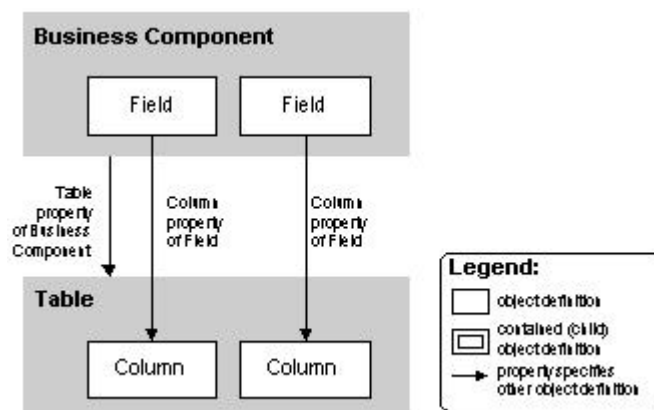 Business Component
Field
Field
Table
property
of Business
Component
Column
property
of Field
Column
property
of Field
Table
Column
Column
Legend:
object definition
contained (child)
object definition
property specifies
other object definition